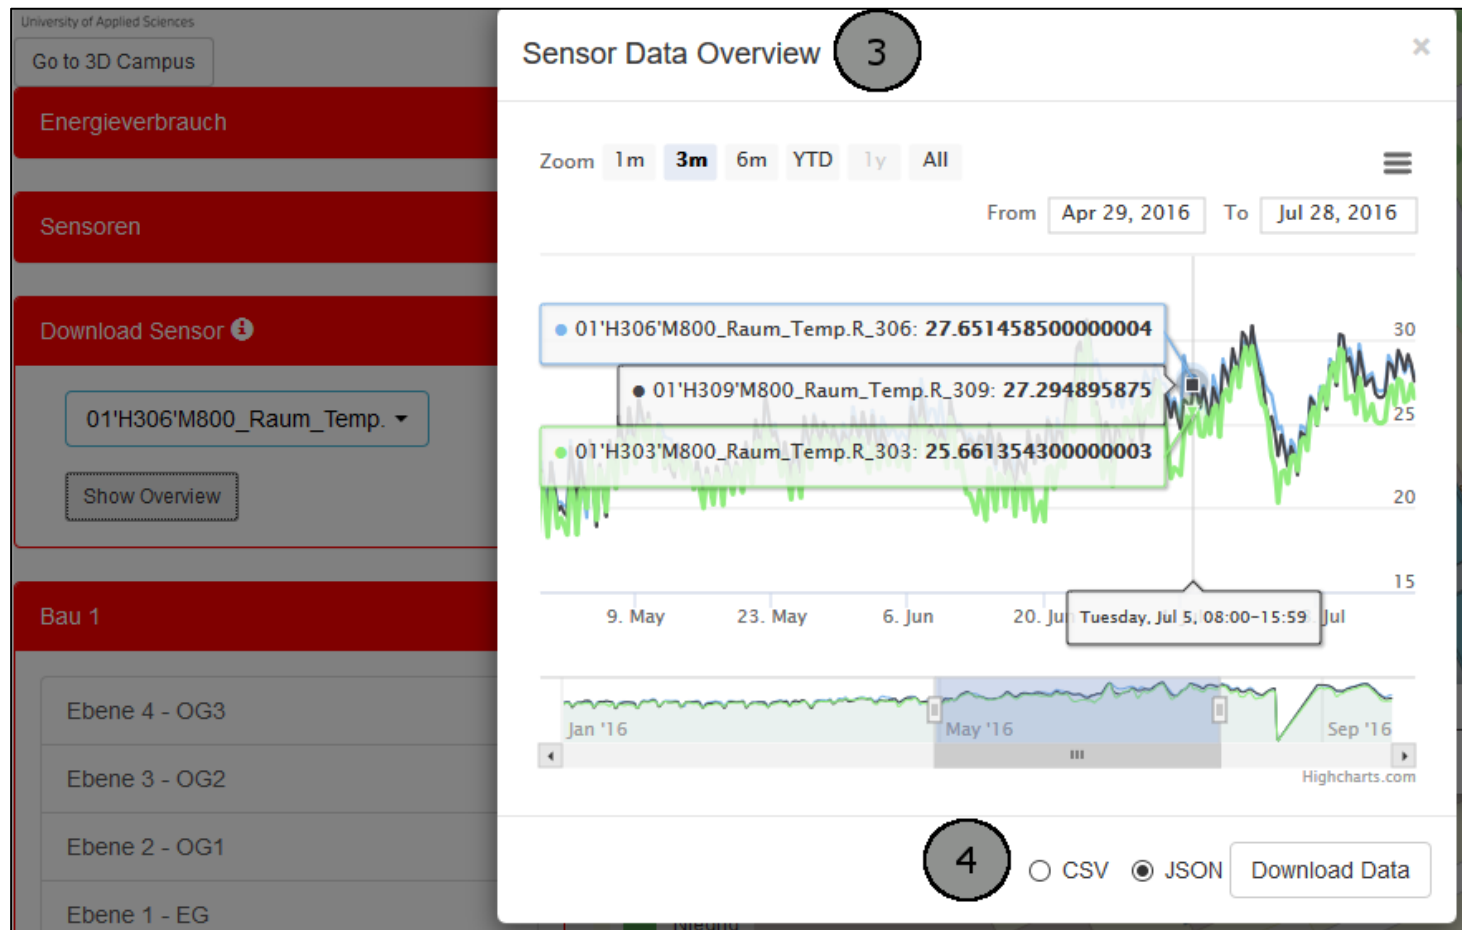 University of Applied Sciences
Go to 3D Campus
Energieverbrauch
Sensoren
Download Sensor
01'H306'M800_Raum_Temp.
Show Overview
Bau 1
Ebene 4 - OG3
Ebene 3 - OG2
Ebene 2 - OG1
Ebene 1 - EG
Sensor Data Overview 3
Zoom 1m 3m 6m YTD 1y All
From Apr 29, 2016 To Jul 28, 2016
01'H306'M800_Raum_Temp.R_306: 27.651458500000004
01'H309'M800_Raum_Temp.R_309: 27.294895875
01'H303'M800_Raum_Temp.R_303: 25.661354300000003
30
25
20
15
9. May 23. May 6. Jun 20. Jun Jul
Tuesday, Jul 5, 08:00-15:59
Jan '16 May '16 Sep '16
Highcharts.com
4 CSV JSON Download Data